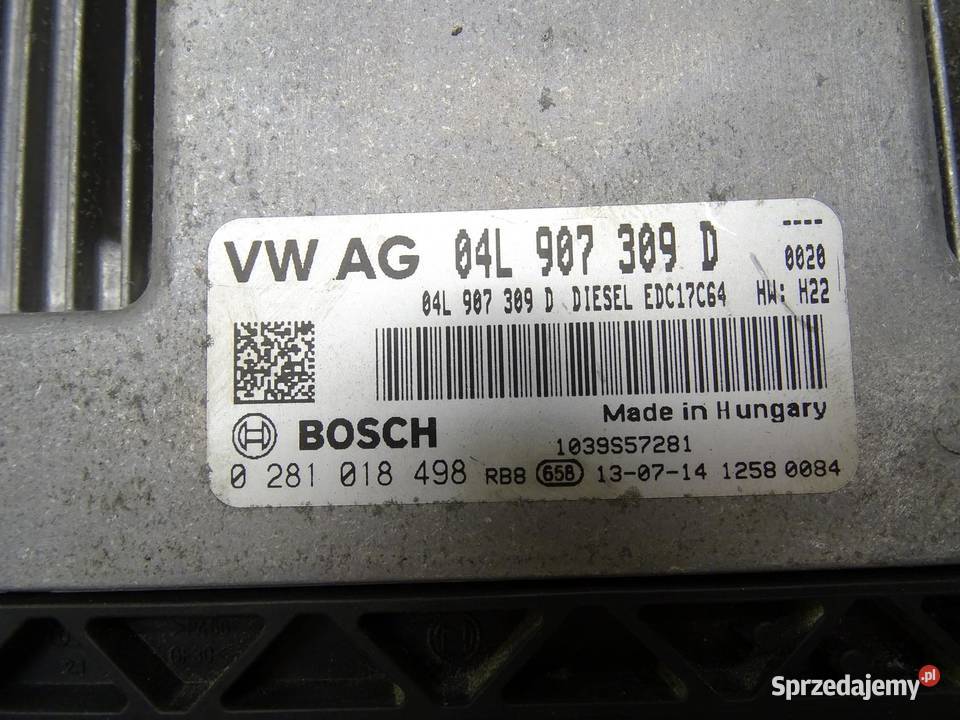 ----
VW AG 04L 907 309 D 0020
04L 907 309 D DIESEL EDC17C64 HW: H22
Made in Hungary
BOSCH 1039S57281
0 281 018 498 RB8 658 13-07-14 1258 0084
Sprzedajemy.pl